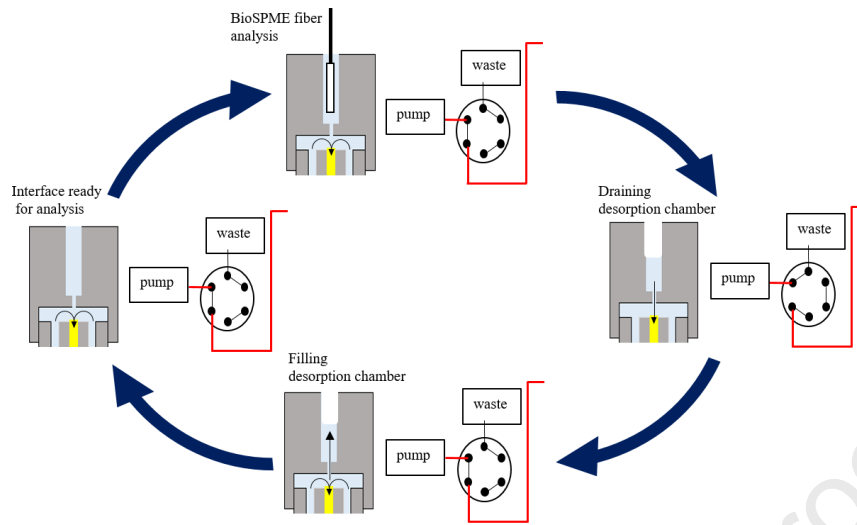 BioSPME fiber
analysis
waste
pump
Interface ready
for analysis
waste
pump
Draining
desorption chamber
waste
pump
Filling
desorption chamber
waste
pump